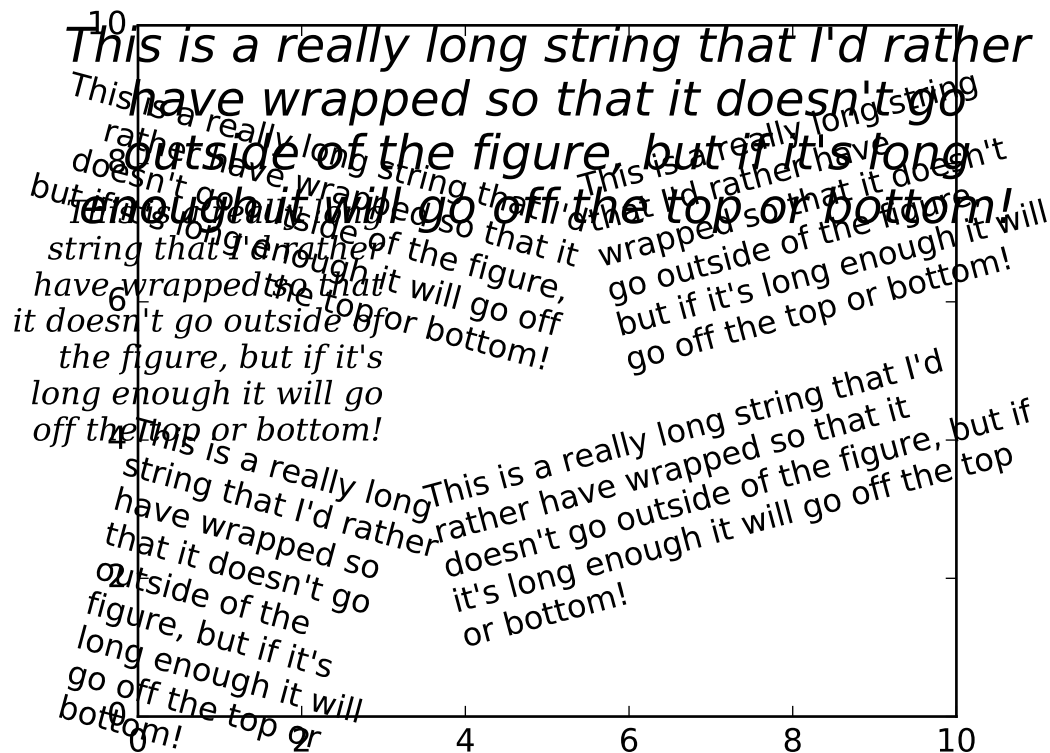 10
8
6
4
2
0
This is a really long string that I'd rather
have wrapped so that it doesn't go
outside of the figure, but if it's long
enough it will go off the top or bottom!
This is a really long string that I'd
rather have wrapped so that it
doesn't go outside of the figure,
but if it's long enough it will go off
the top or bottom!
This is a really long string
that I'd rather have
wrapped so that it doesn't
go outside of the figure,
but if it's long enough it will
go off the top or bottom!
This is a really long
string that I'd rather
have wrapped so that
it doesn't go outside of
the figure, but if it's
long enough it will go
off the top or bottom!
This is a really long
string that I'd rather
have wrapped so
that it doesn't go
outside of the
figure, but if it's
long enough it will
go off the top or
bottom!
This is a really long string that I'd
rather have wrapped so that it
doesn't go outside of the figure, but if
it's long enough it will go off the top
or bottom!
0 2 4 6 8 10